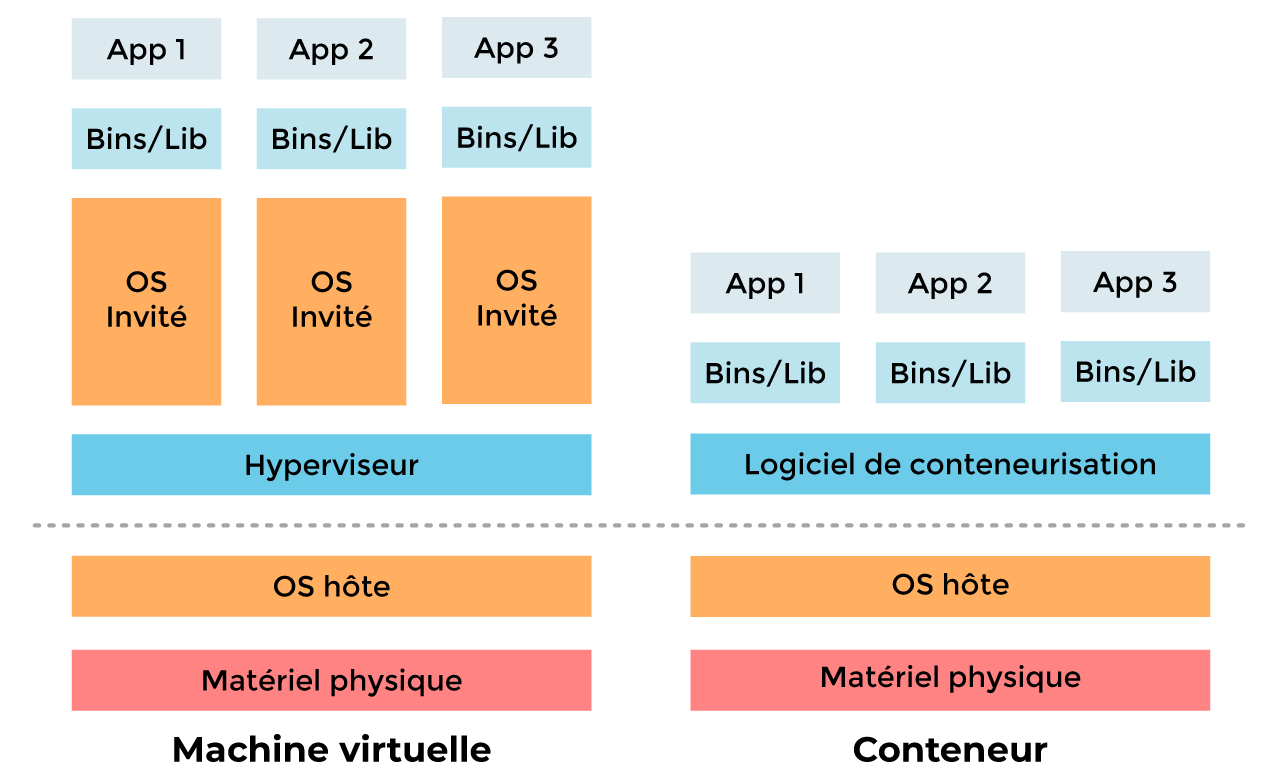 App 1
App 2
App 3
Bins/Lib
Bins/Lib
Bins/Lib
OS
Invité
OS
Invité
OS
Invité
Hyperviseur
OS hôte
Matériel physique
Machine virtuelle
App 1
App 2
App 3
Bins/Lib
Bins/Lib
Bins/Lib
Logiciel de conteneurisation
OS hôte
Matériel physique
Conteneur